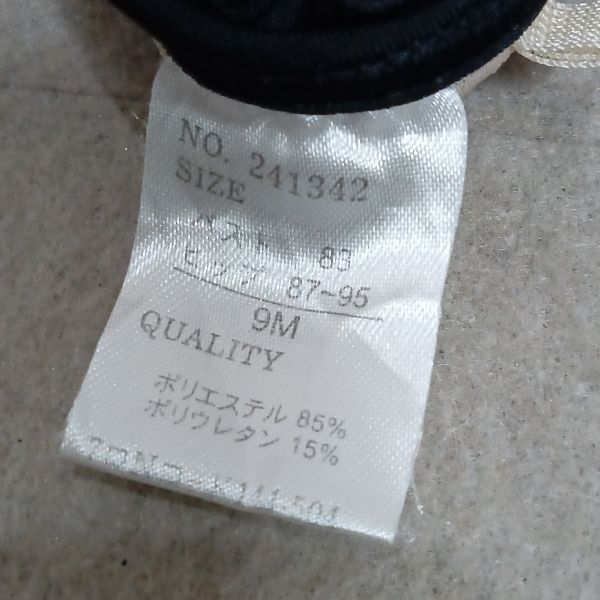 NO. 241342
SIZE
バスト 83
ヒップ 87~95
9M
QUALITY
ポリエステル 85%
ポリウレタン 15%